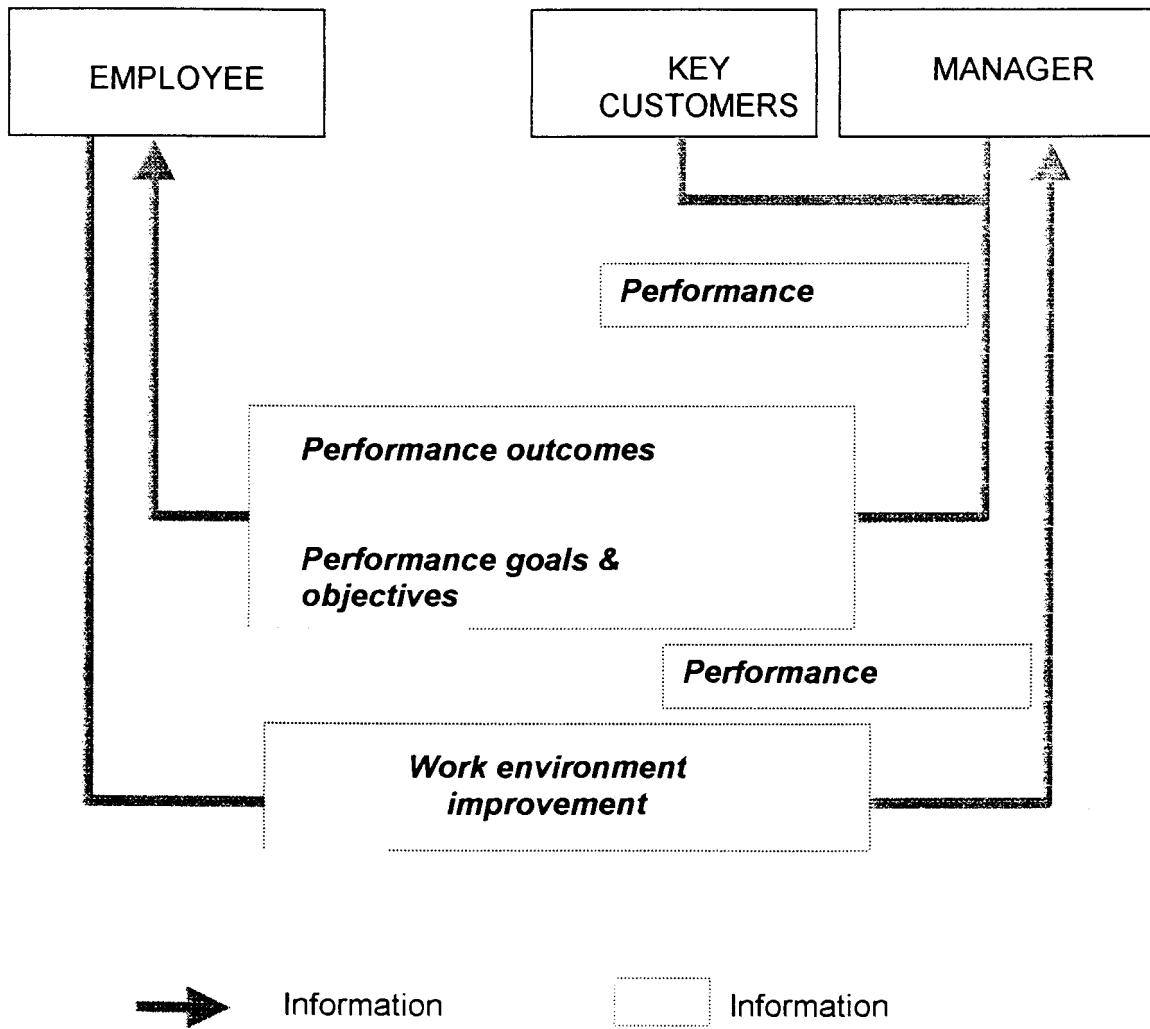 EMPLOYEE
KEY
CUSTOMERS
MANAGER
Performance
Performance outcomes
Performance goals &
objectives
Performance
Work environment
improvement
Information
Information